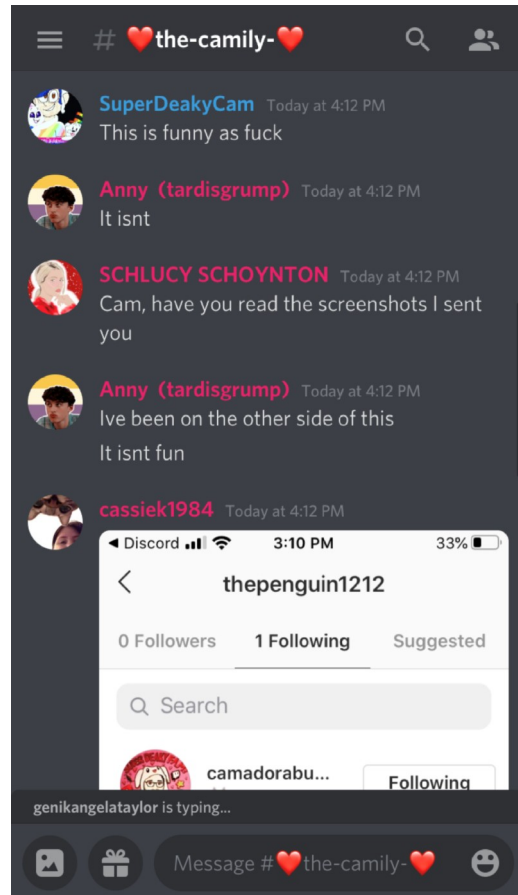 # ❤️the-camily-❤️
SuperDeakyCam Today at 4:12 PM
This is funny as fuck
Anny (tardisgrump) Today at 4:12 PM
It isnt
SCHLUCY SCHOYNTON Today at 4:12 PM
Cam, have you read the screenshots I sent
you
Anny (tardisgrump) Today at 4:12 PM
Ive been on the other side of this
It isnt fun
cassiek1984 Today at 4:12 PM
Discord 3:10 PM 33%
thepenguin1212
0 Followers 1 Following Suggested
Search
camadorabu... Following
genikangelataylor is typing...
Message #❤️the-camily-❤️